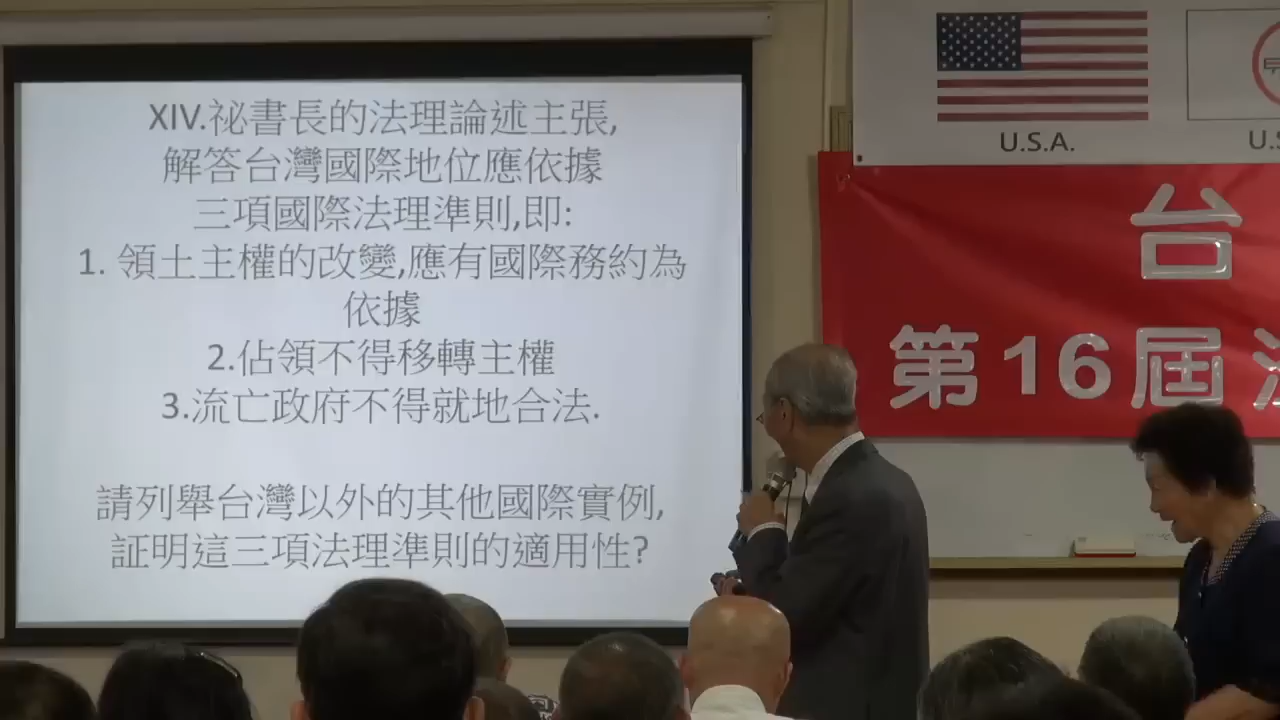 XIV.祕書長的法理論述主張,
解答台灣國際地位應依據
三項國際法理準則,即:
1. 領土主權的改變,應有國際務約為
依據
2.佔領不得移轉主權
3.流亡政府不得就地合法.
請列舉台灣以外的其他國際實例,
証明這三項法理準則的適用性?
U.S.A.
U.S
台
第16屆法